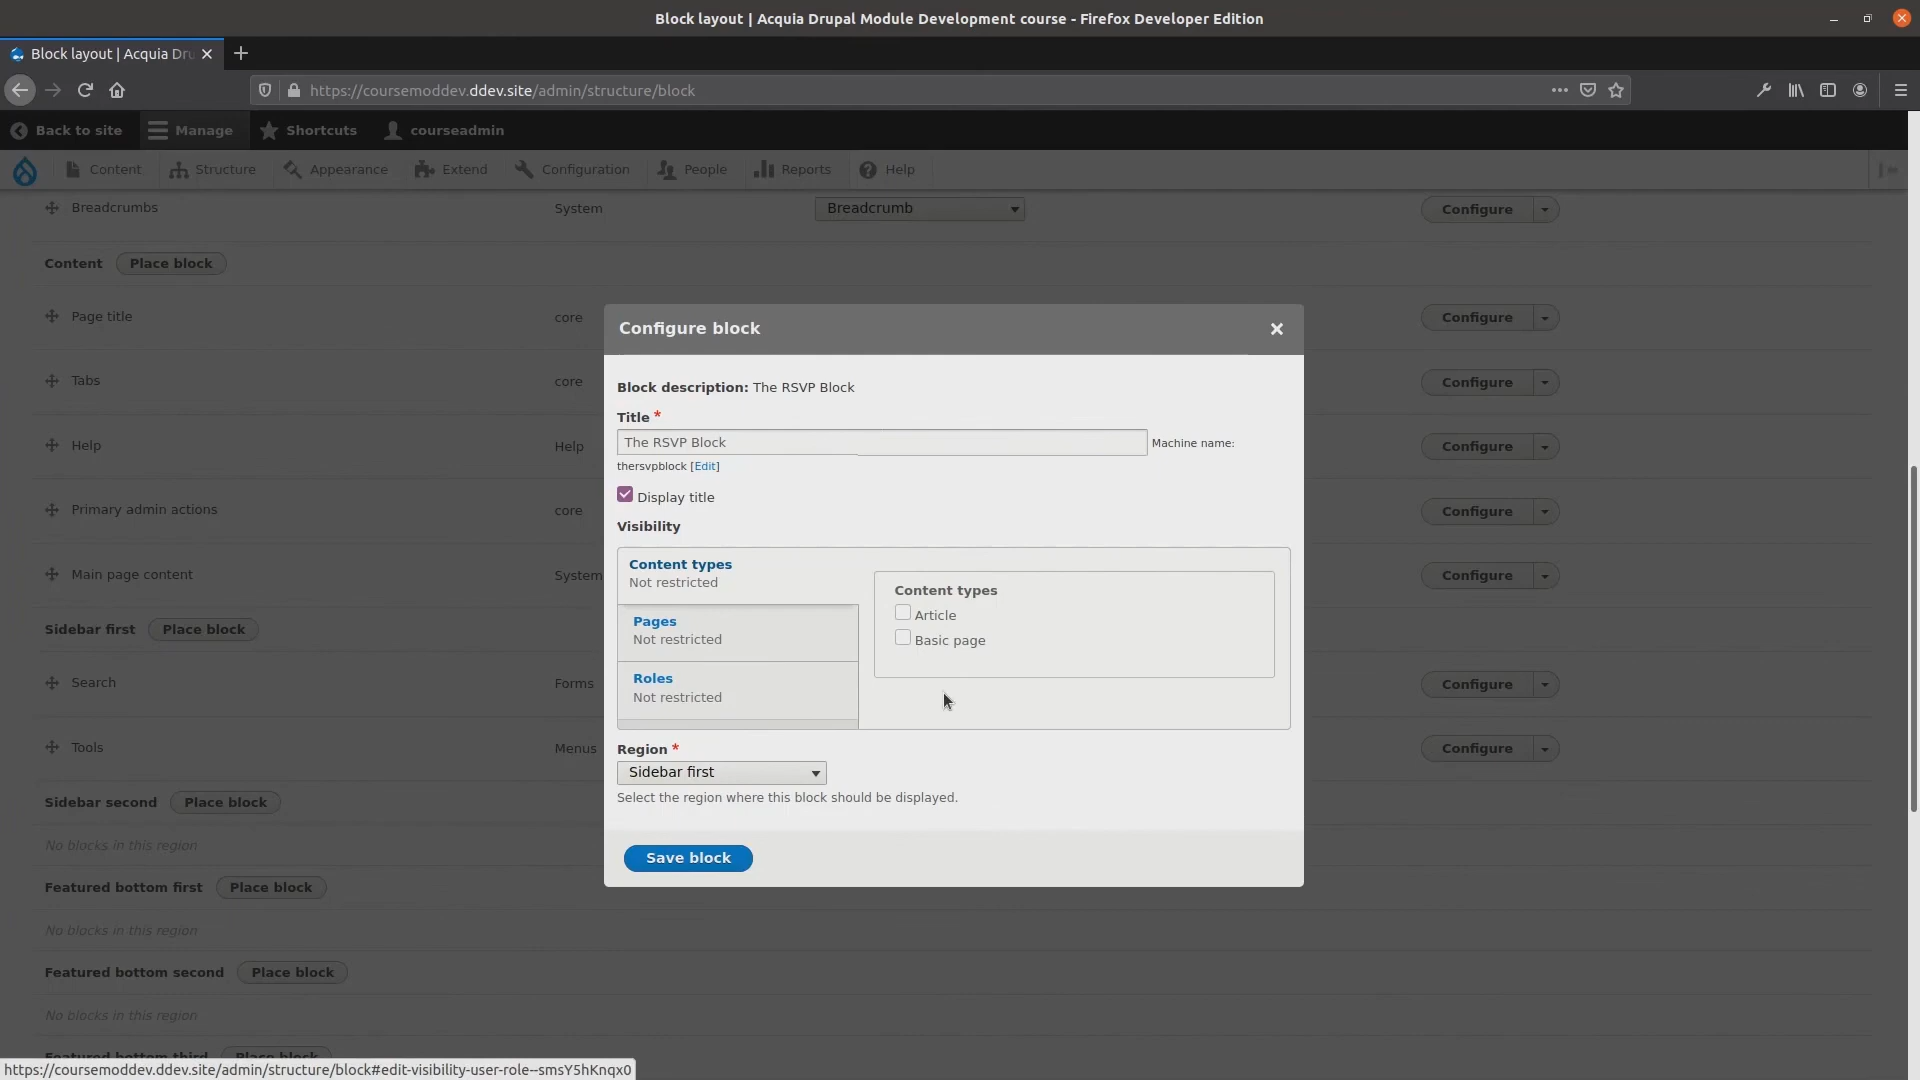 Block layout | Acquia Drupal Module Development course - Firefox Developer Edition
Block layout | Acquia Dru
https://coursemoddev.ddev.site/admin/structure/block
Back to site
Manage
Shortcuts
courseadmin
Content
Structure
Appearance
Extend
Configuration
People
Reports
Help
Breadcrumbs System Breadcrumb Configure
Content Place block
Page title core Configure
Tabs core Configure
Help Help Configure
Primary admin actions core Configure
Main page content System Configure
Sidebar first Place block
Search Forms Configure
Tools Menus Configure
Sidebar second Place block
No blocks in this region
Featured bottom first Place block
No blocks in this region
Featured bottom second Place block
No blocks in this region
Featured bottom third Place block
Configure block
Block description: The RSVP Block
Title *
The RSVP Block Machine name:
thersvpblock [Edit]
Display title
Visibility
Content types
Not restricted
Pages
Not restricted
Roles
Not restricted
Content types
Article
Basic page
Region *
Sidebar first
Select the region where this block should be displayed.
Save block
https://coursemoddev.ddev.site/admin/structure/block#edit-visibility-user-role--smsY5hKnqx0